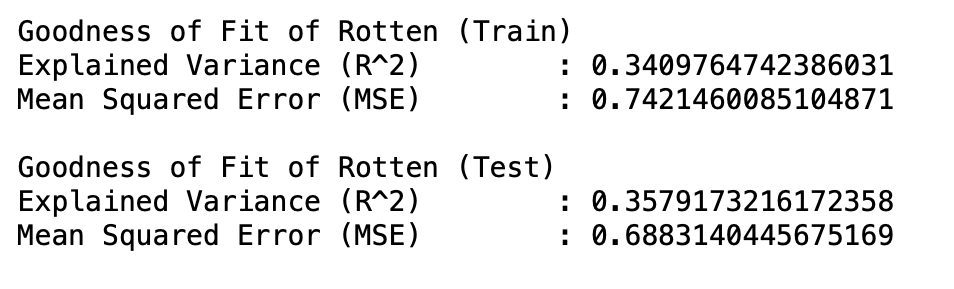 Goodness of Fit of Rotten (Train)
Explained Variance (R^2)        : 0.3409764742386031
Mean Squared Error (MSE)        : 0.7421460085104871
Goodness of Fit of Rotten (Test)
Explained Variance (R^2)        : 0.3579173216172358
Mean Squared Error (MSE)        : 0.6883140445675169